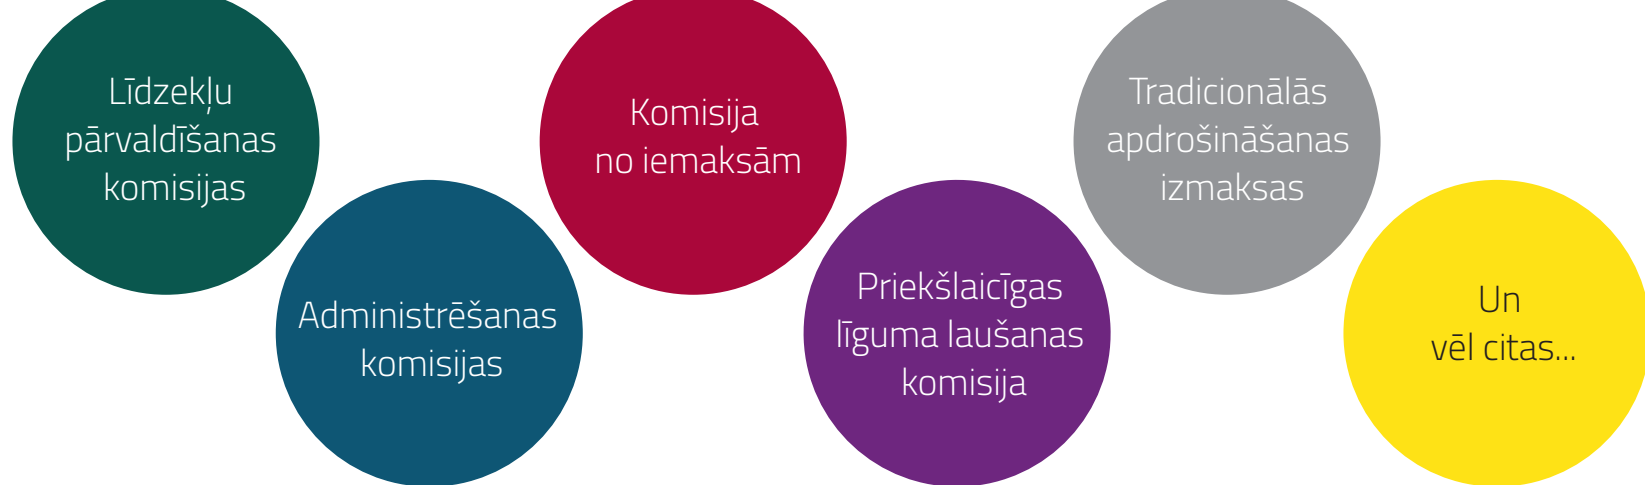 Līdzekļu
pārvaldīšanas
komisijas
Administrēšanas
komisijas
Komisija
no iemaksām
Priekšlaicīgas
līguma laušanas
komisija
Tradicionālās
apdrošināšanas
izmaksas
Un
vēl citas...